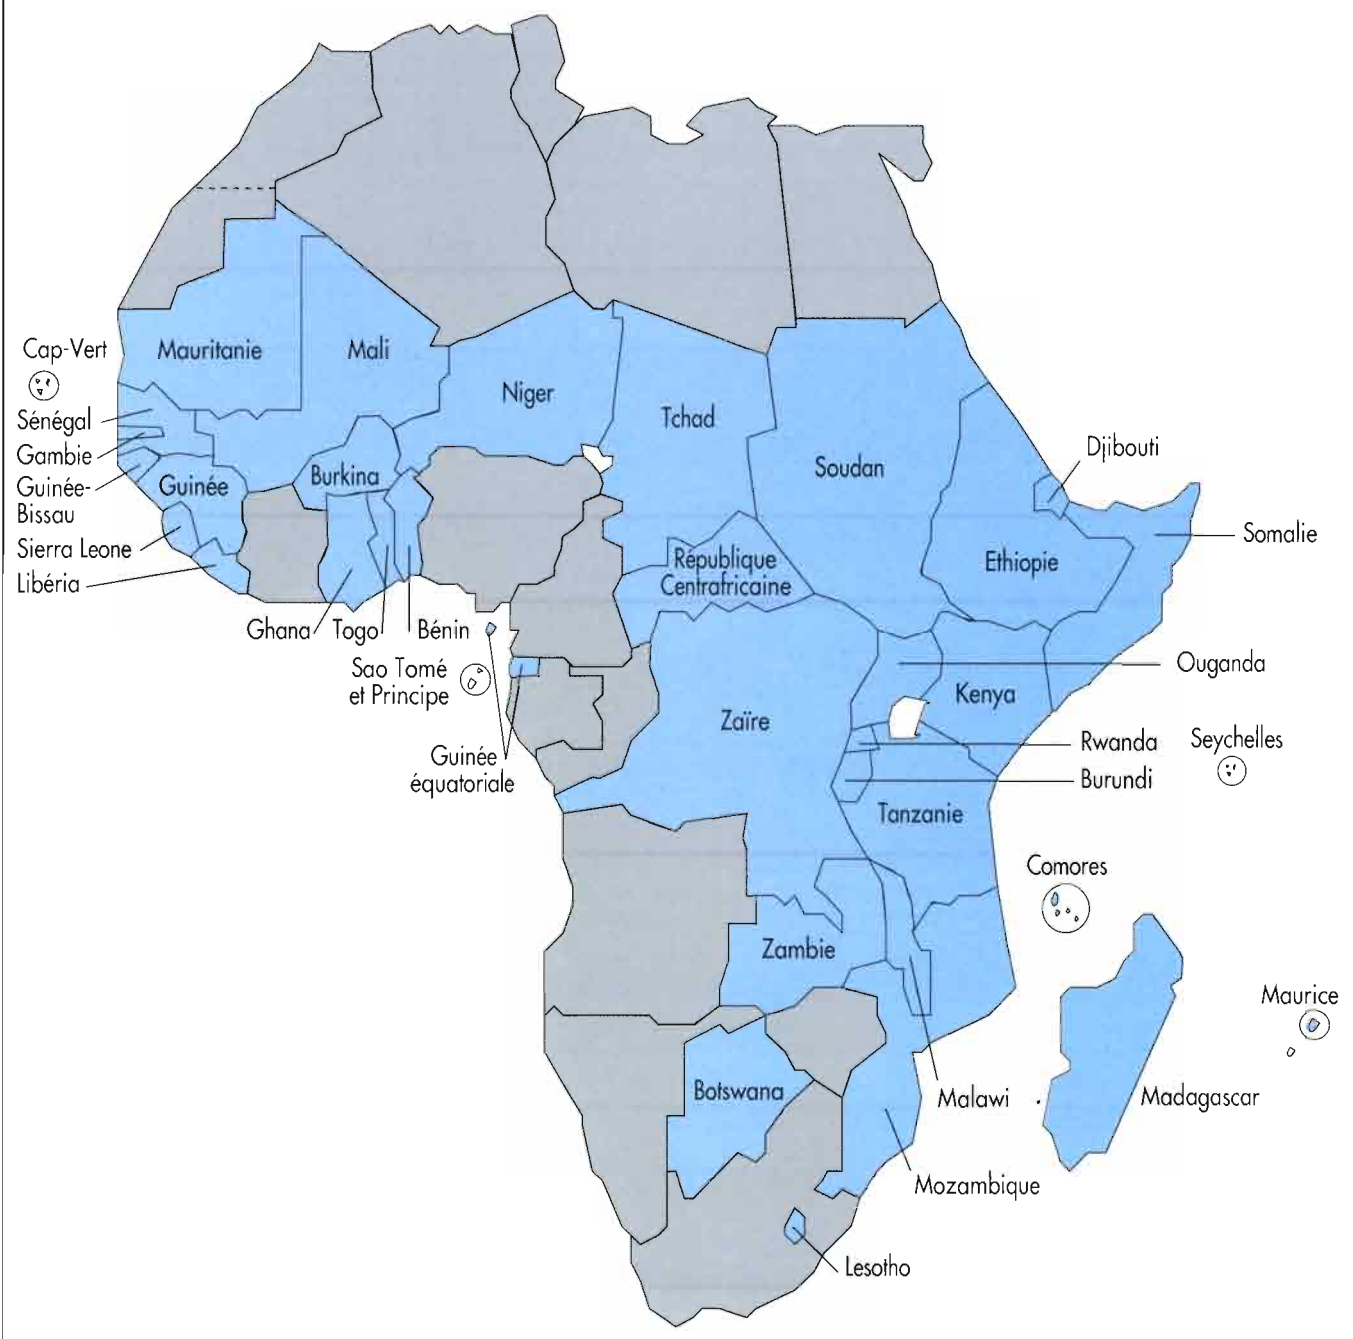 Cap-Vert
Mauritanie
Mali
Niger
Tchad
Soudan
Djibouti
Sénégal
Gambie
Guinée-
Bissau
Guinée
Burkina
Sierra Leone
Libéria
Somalie
Ethiopie
République
Centrafricaine
Ghana
Togo
Bénin
Sao Tomé
et Principe
Ouganda
Kenya
Zaïre
Guinée
équatoriale
Rwanda
Seychelles
Burundi
Tanzanie
Comores
Zambie
Maurice
Botswana
Malawi
Madagascar
Mozambique
Lesotho